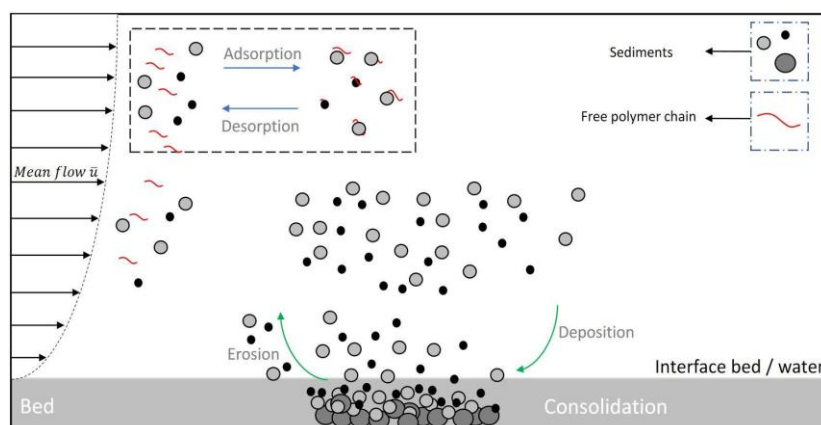 Adsorption
Desorption
Sediments
Free polymer chain
Mean flow ū
Erosion
Deposition
Interface bed / water
Bed
Consolidation